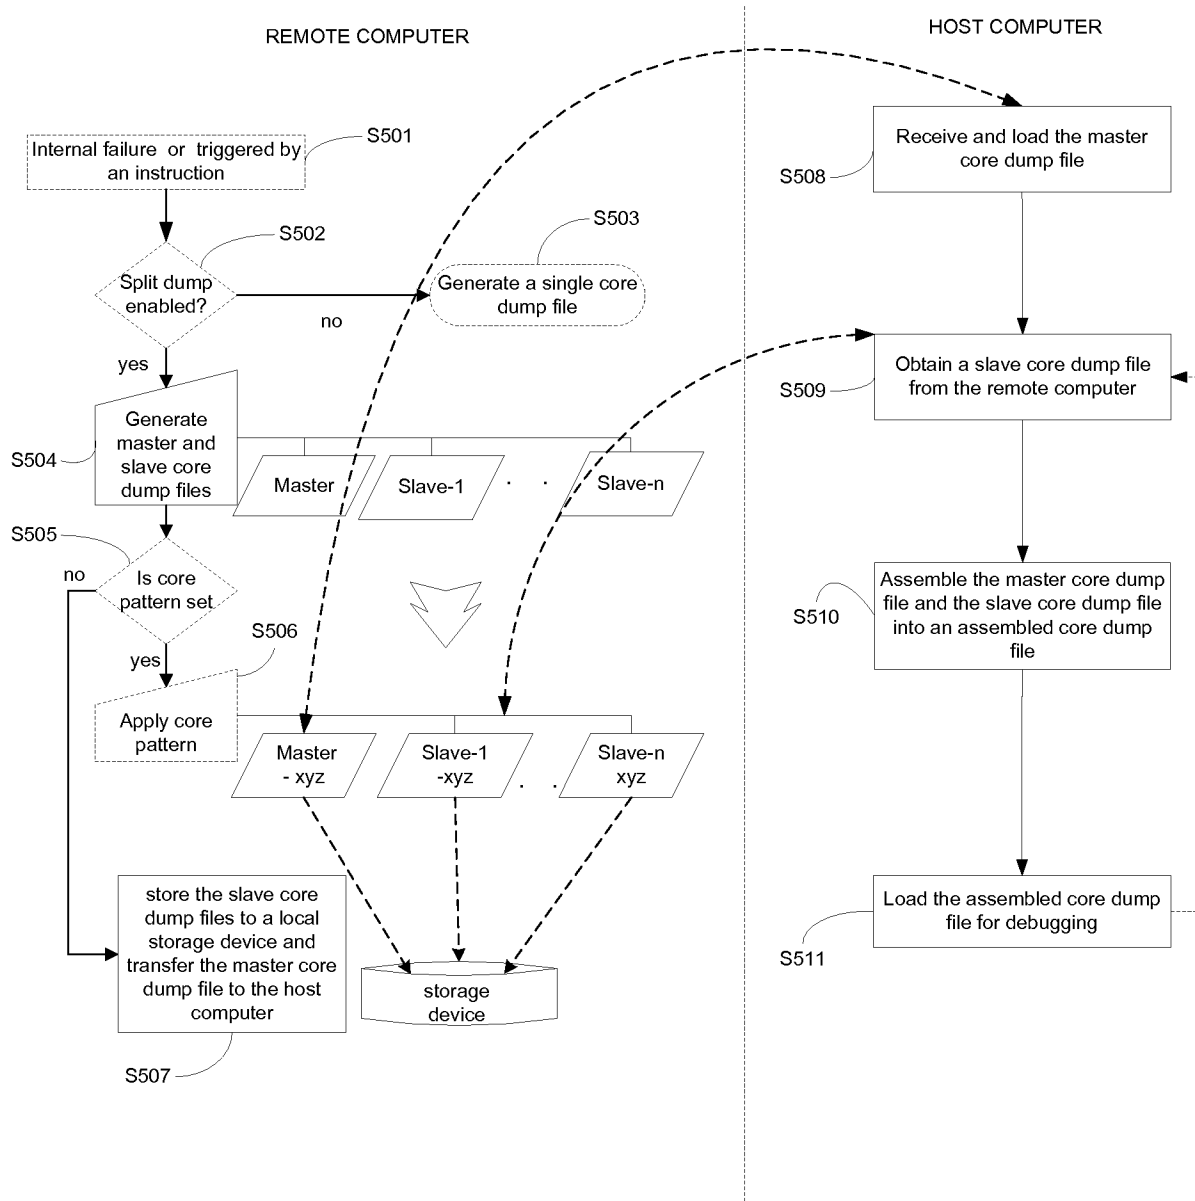 REMOTE COMPUTER
HOST COMPUTER
S501
Internal failure or triggered by
an instruction
S502
Split dump
enabled?
no
yes
S503
Generate a single core
dump file
S504
Generate
master and
slave core
dump files
Master
Slave-1
. .
Slave-n
S505
no
Is core
pattern set
yes
S506
Apply core
pattern
Master
- xyz
Slave-1
-xyz
. .
Slave-n
xyz
store the slave core
dump files to a local
storage device and
transfer the master core
dump file to the host
computer
S507
storage
device
Receive and load the master
core dump file
S508
Obtain a slave core dump file
from the remote computer
S509
Assemble the master core dump
file and the slave core dump file
into an assembled core dump
file
S510
Load the assembled core dump
file for debugging
S511